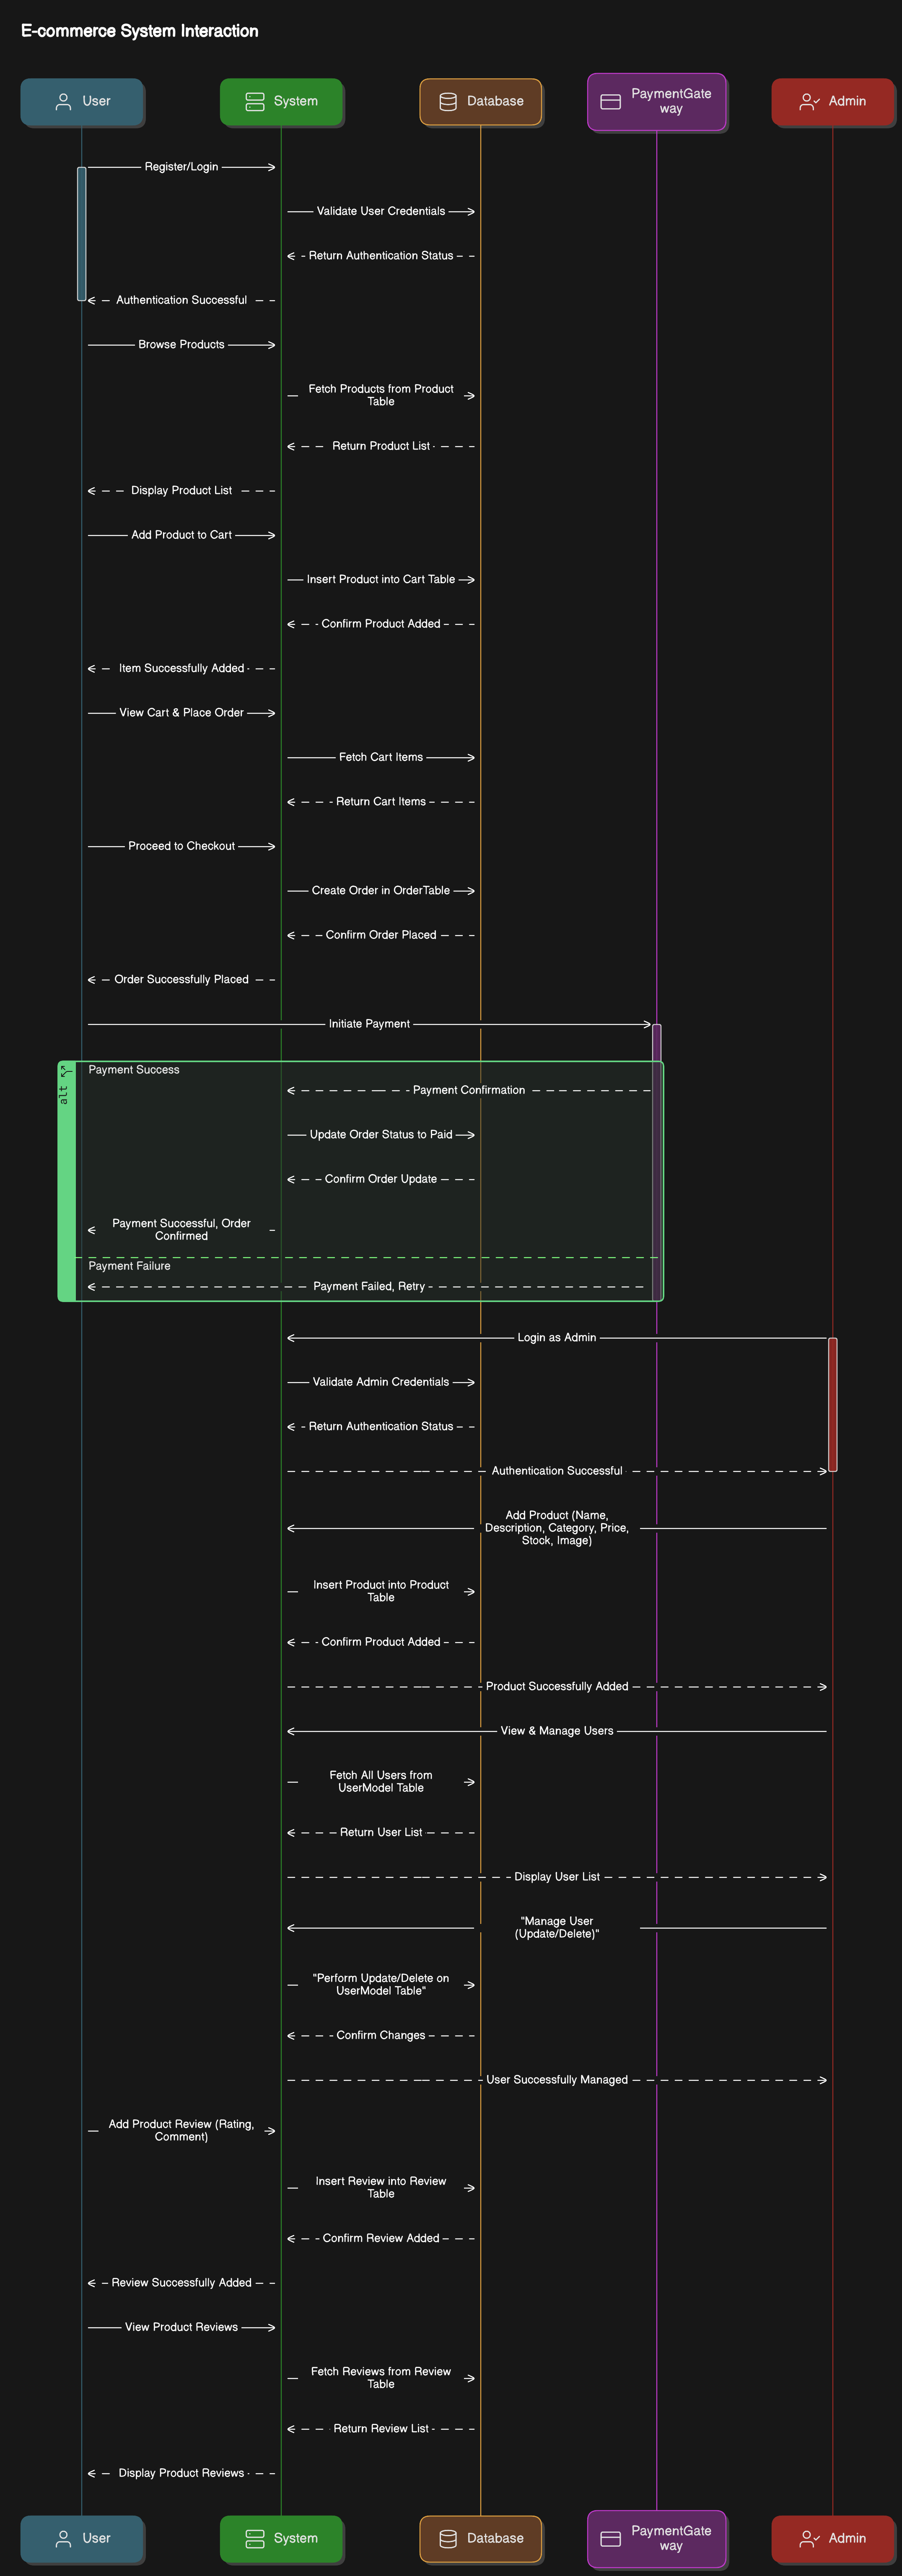 E-commerce System Interaction
User
System
Database
PaymentGate
way
Admin
Register/Login
Validate User Credentials
Return Authentication Status
Authentication Successful
Browse Products
Fetch Products from Product
Table
Return Product List
Display Product List
Add Product to Cart
Insert Product into Cart Table
Confirm Product Added
Item Successfully Added
View Cart & Place Order
Fetch Cart Items
Return Cart Items
Proceed to Checkout
Create Order in OrderTable
Confirm Order Placed
Order Successfully Placed
Initiate Payment
alt
Payment Success
Payment Confirmation
Update Order Status to Paid
Confirm Order Update
Payment Successful, Order
Confirmed
Payment Failure
Payment Failed, Retry
Login as Admin
Validate Admin Credentials
Return Authentication Status
Authentication Successful
Add Product (Name,
Description, Category, Price,
Stock, Image)
Insert Product into Product
Table
Confirm Product Added
Product Successfully Added
View & Manage Users
Fetch All Users from
UserModel Table
Return User List
Display User List
"Manage User
(Update/Delete)"
"Perform Update/Delete on
UserModel Table"
Confirm Changes
User Successfully Managed
Add Product Review (Rating,
Comment)
Insert Review into Review
Table
Confirm Review Added
Review Successfully Added
View Product Reviews
Fetch Reviews from Review
Table
Return Review List
Display Product Reviews
User
System
Database
PaymentGate
way
Admin